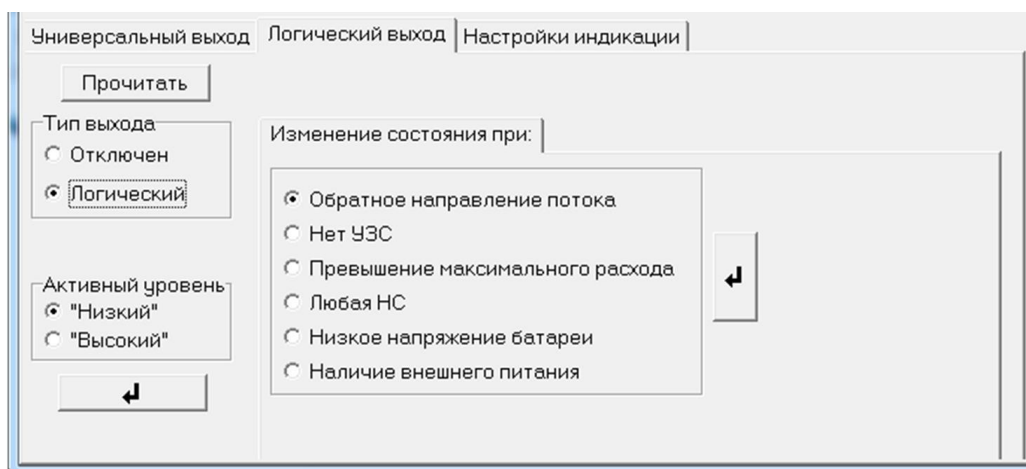 Универсальный выход Логический выход Настройки индикации
Прочитать
Тип выхода
Отключен
Логический
Активный уровень
"Низкий"
"Высокий"
Изменение состояния при:
Обратное направление потока
Нет УЗС
Превышение максимального расхода
Любая НС
Низкое напряжение батареи
Наличие внешнего питания